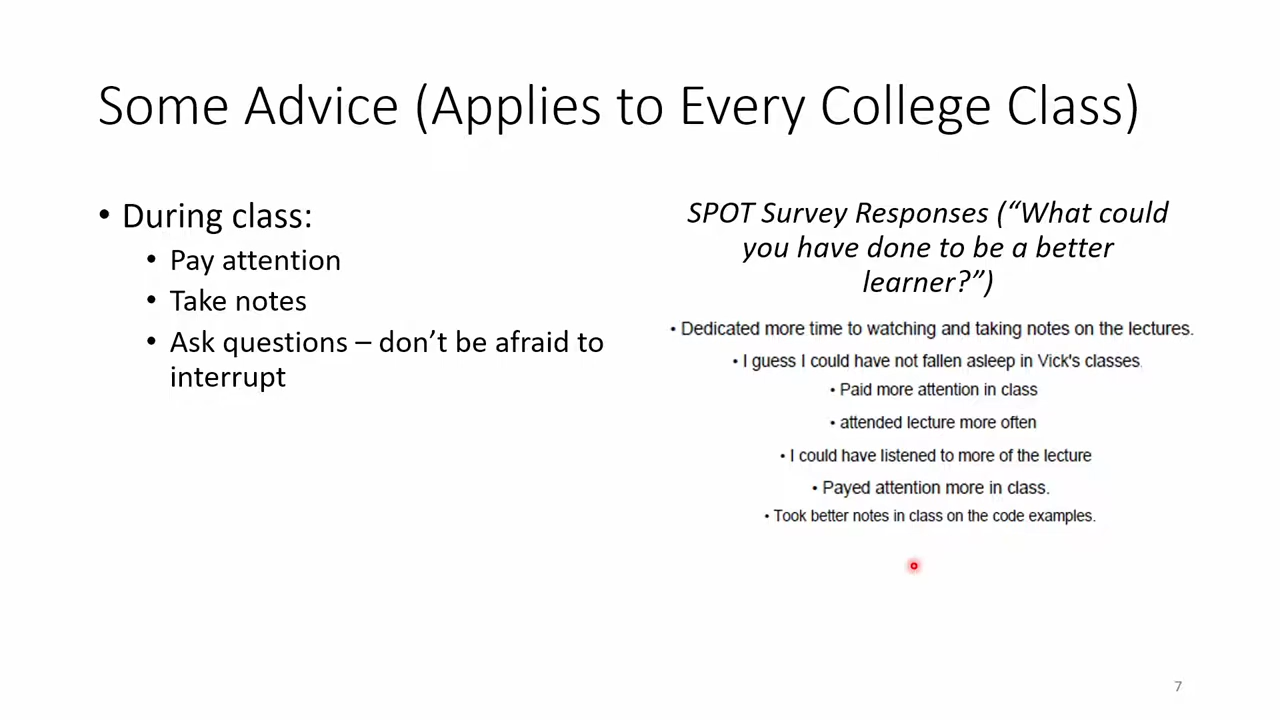 Some Advice (Applies to Every College Class)
• During class:
• Pay attention
• Take notes
• Ask questions – don’t be afraid to
interrupt
SPOT Survey Responses (“What could
you have done to be a better
learner?”)
• Dedicated more time to watching and taking notes on the lectures.
• I guess I could have not fallen asleep in Vick's classes.
• Paid more attention in class
• attended lecture more often
• I could have listened to more of the lecture
• Payed attention more in class.
• Took better notes in class on the code examples.
7